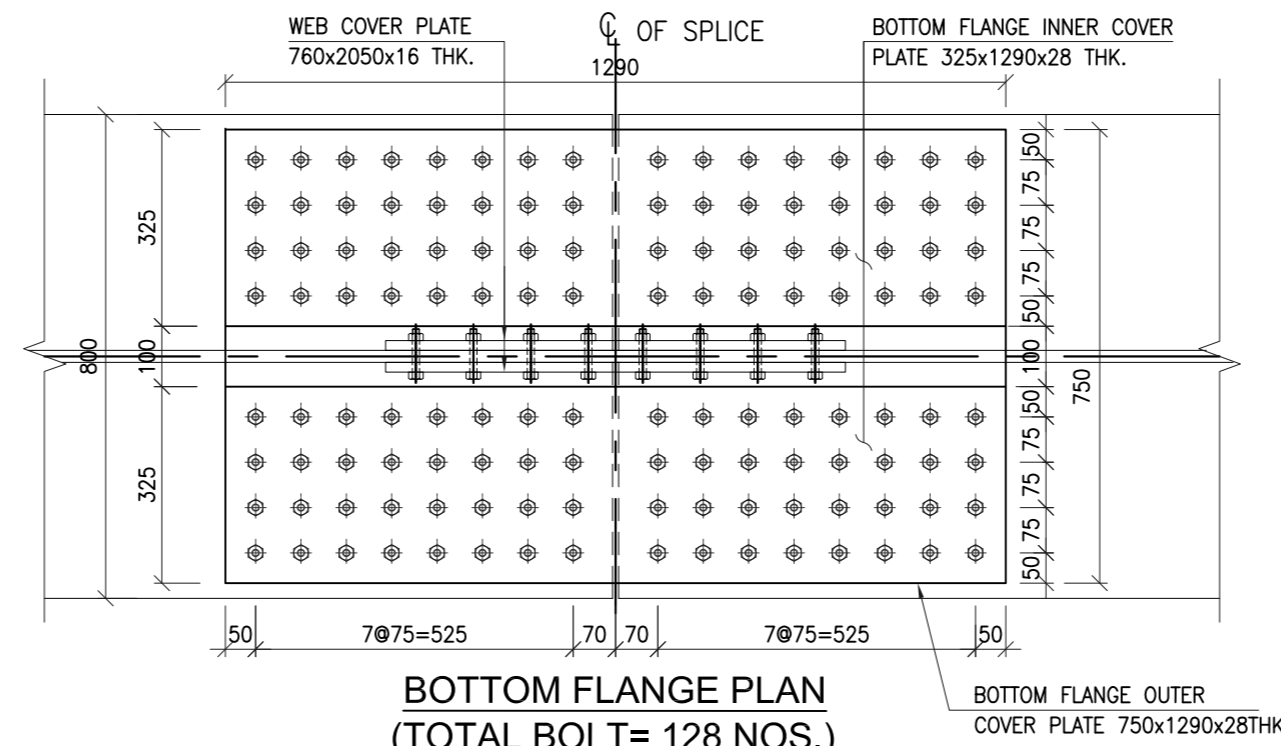 WEB COVER PLATE
760x2050x16 THK.
℄ OF SPLICE
1290
BOTTOM FLANGE INNER COVER
PLATE 325x1290x28 THK.
800
325
100
325
50
75
75
75
50
100
50
75
75
75
50
750
50
7@75=525
70
70
7@75=525
50
BOTTOM FLANGE PLAN
(TOTAL BOLT= 128 NOS.)
BOTTOM FLANGE OUTER
COVER PLATE 750x1290x28THK